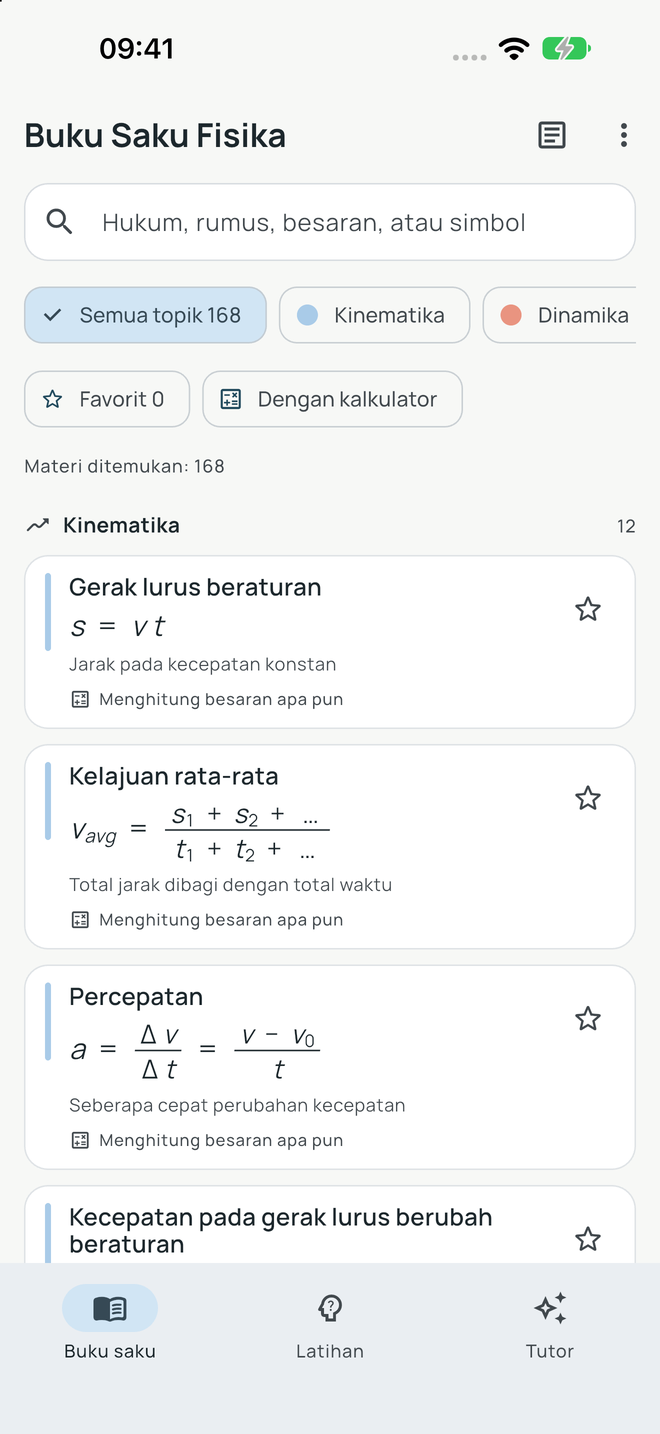 09:41
Buku Saku Fisika
Hukum, rumus, besaran, atau simbol
Semua topik 168
Kinematika
Dinamika
Favorit 0
Dengan kalkulator
Materi ditemukan: 168
Kinematika
12
Gerak lurus beraturan
s = v t
Jarak pada kecepatan konstan
Menghitung besaran apa pun
Kelajuan rata-rata
v_avg = (s₁ + s₂ + …) / (t₁ + t₂ + …)
Total jarak dibagi dengan total waktu
Menghitung besaran apa pun
Percepatan
a = Δ v / Δ t = (v − v₀) / t
Seberapa cepat perubahan kecepatan
Menghitung besaran apa pun
Kecepatan pada gerak lurus berubah
beraturan
Buku saku
Latihan
Tutor